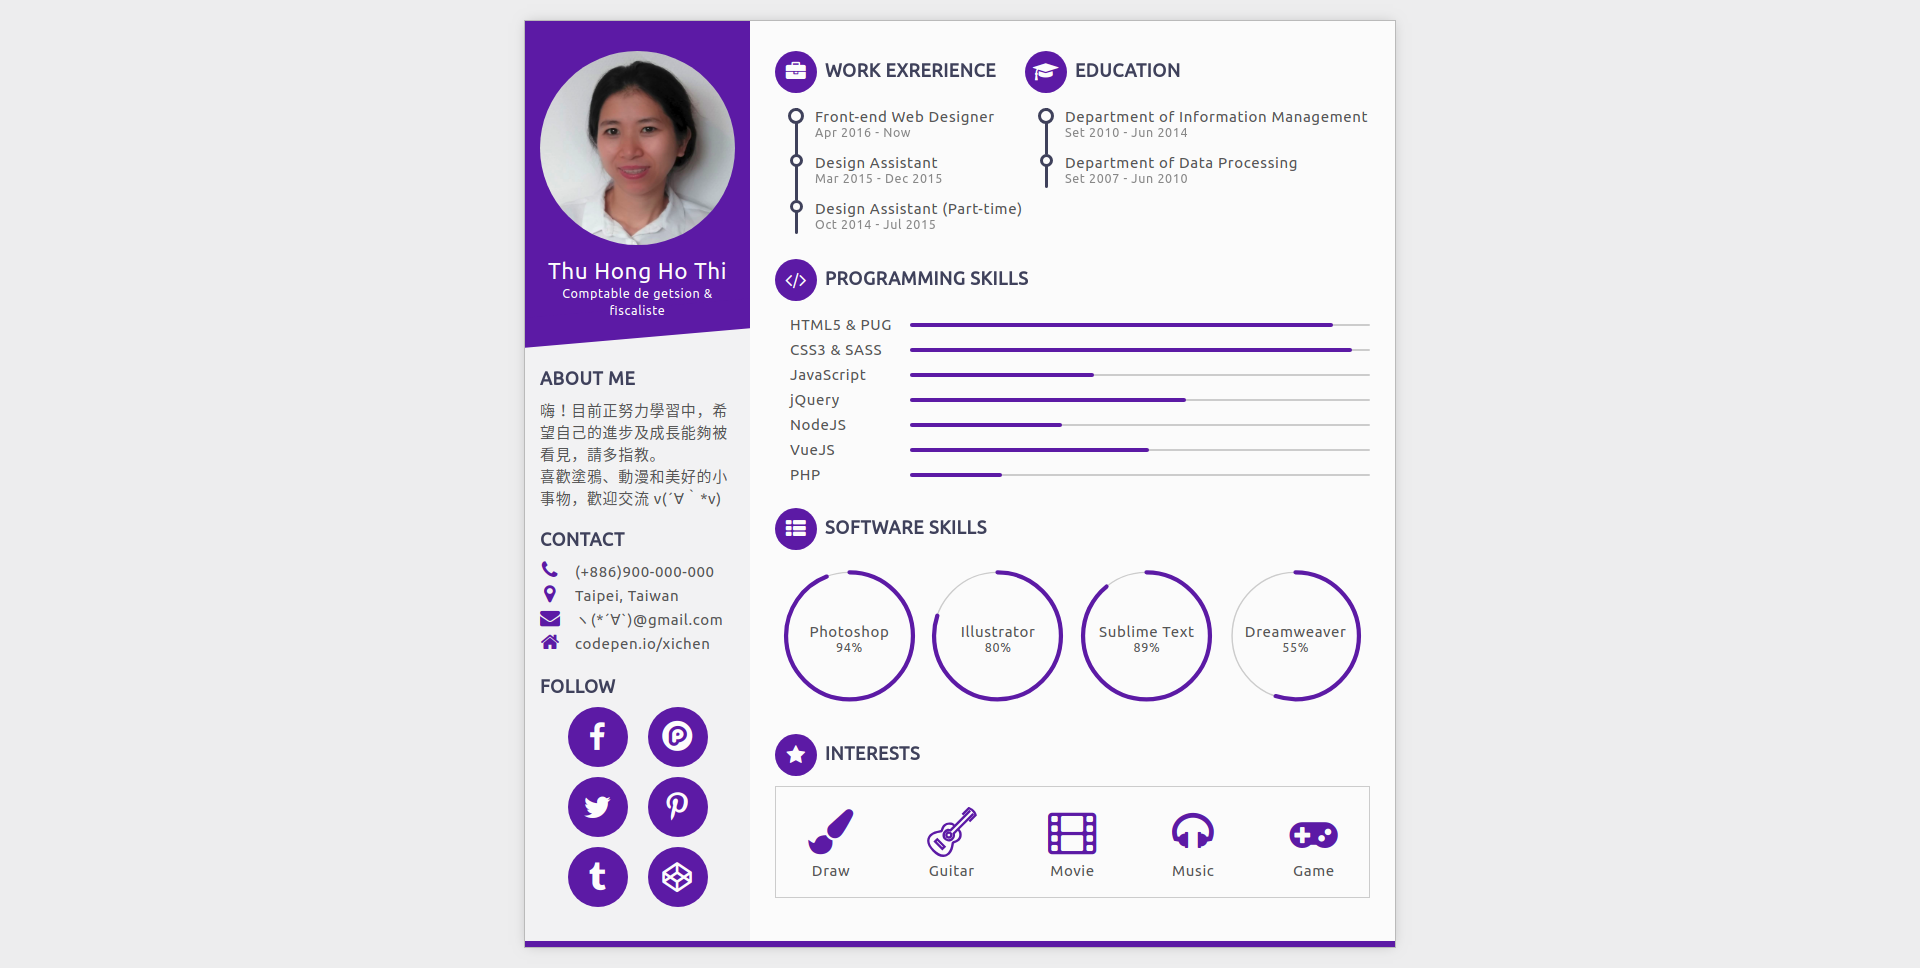 Thu Hong Ho Thi
Comptable de getsion &
fiscaliste
ABOUT ME
嗨！目前正努力學習中，希
望自己的進步及成長能夠被
看見，請多指教。
喜歡塗鴉、動漫和美好的小
事物，歡迎交流 v(´∀｀*v)
CONTACT
(+886)900-000-000
Taipei, Taiwan
ヽ(*´∀`)@gmail.com
codepen.io/xichen
FOLLOW
WORK EXRERIENCE
Front-end Web Designer
Apr 2016 - Now
Design Assistant
Mar 2015 - Dec 2015
Design Assistant (Part-time)
Oct 2014 - Jul 2015
EDUCATION
Department of Information Management
Set 2010 - Jun 2014
Department of Data Processing
Set 2007 - Jun 2010
PROGRAMMING SKILLS
HTML5 & PUG
CSS3 & SASS
JavaScript
jQuery
NodeJS
VueJS
PHP
SOFTWARE SKILLS
Photoshop
94%
Illustrator
80%
Sublime Text
89%
Dreamweaver
55%
INTERESTS
Draw
Guitar
Movie
Music
Game